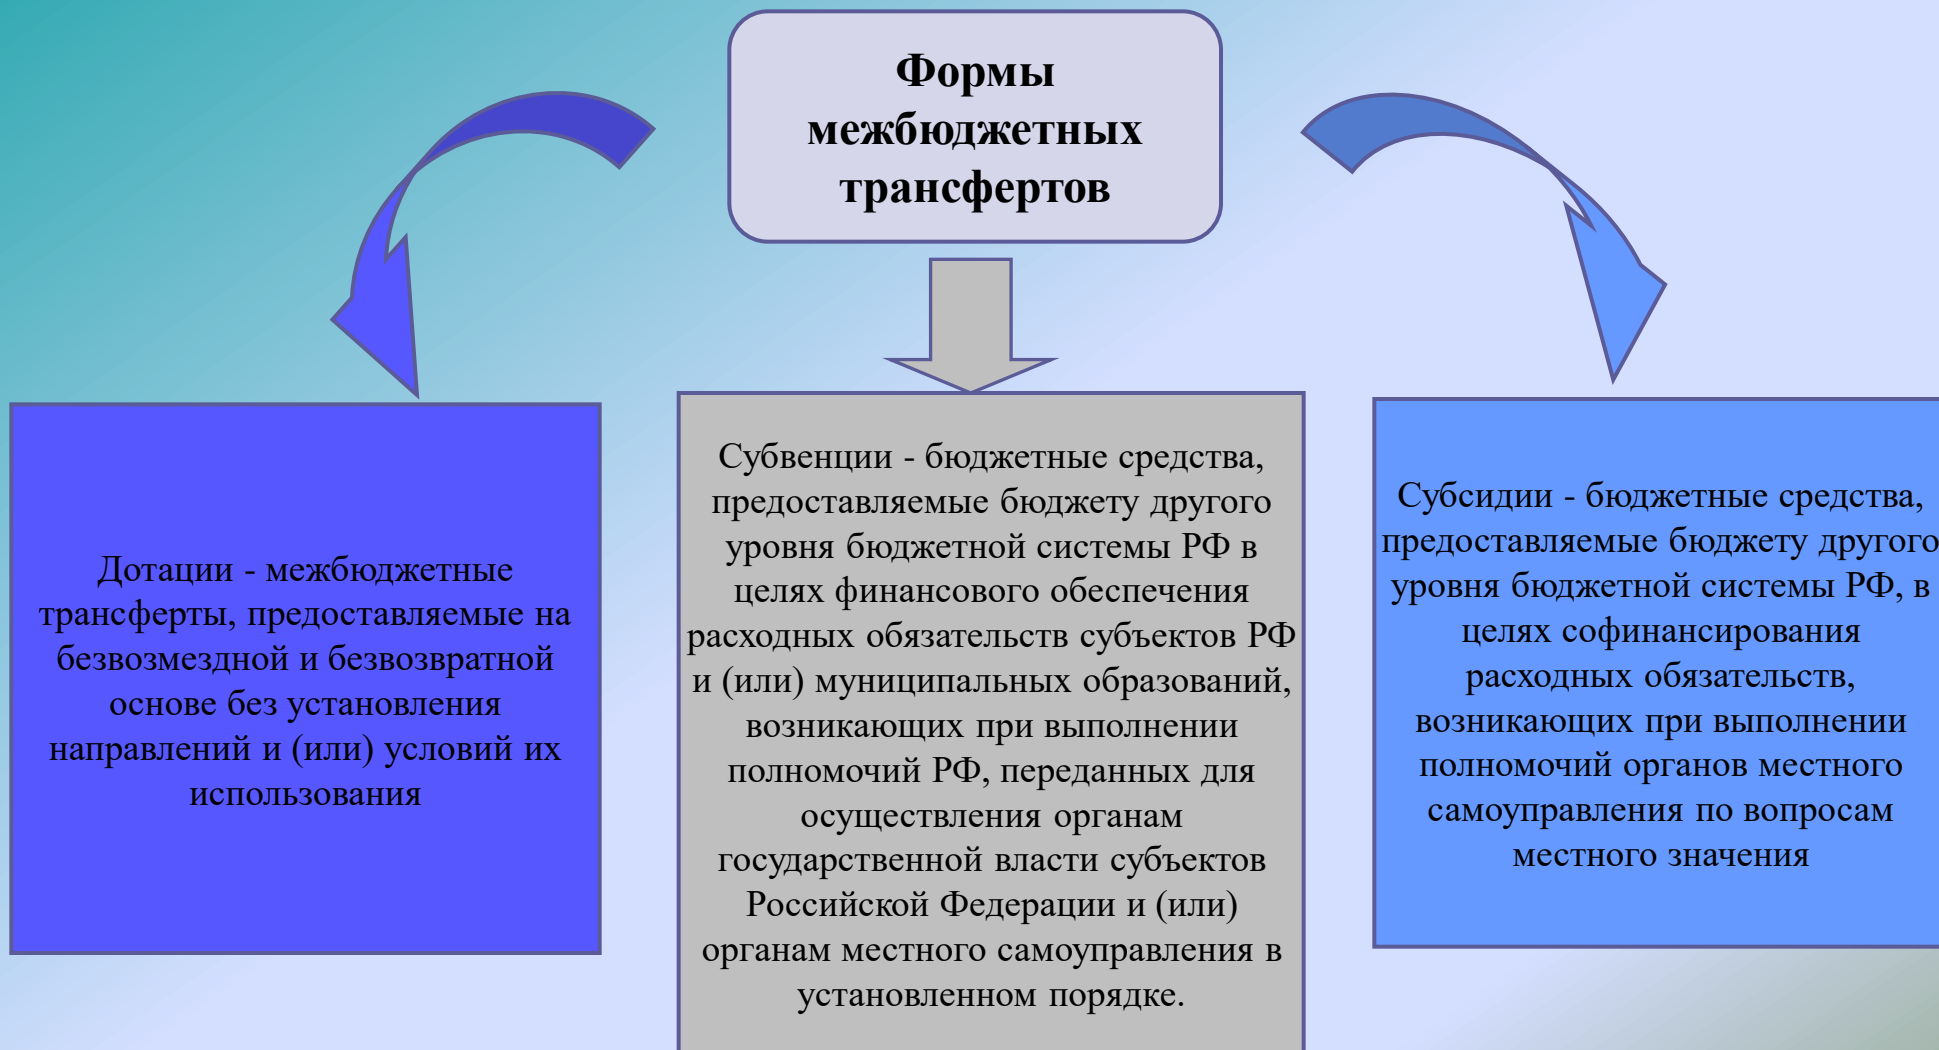 Формы
межбюджетных
трансфертов
Дотации - межбюджетные
трансферты, предоставляемые на
безвозмездной и безвозвратной
основе без установления
направлений и (или) условий их
использования
Субвенции - бюджетные средства,
предоставляемые бюджету другого
уровня бюджетной системы РФ в
целях финансового обеспечения
расходных обязательств субъектов РФ
и (или) муниципальных образований,
возникающих при выполнении
полномочий РФ, переданных для
осуществления органам
государственной власти субъектов
Российской Федерации и (или)
органам местного самоуправления в
установленном порядке.
Субсидии - бюджетные средства,
предоставляемые бюджету другого
уровня бюджетной системы РФ, в
целях софинансирования
расходных обязательств,
возникающих при выполнении
полномочий органов местного
самоуправления по вопросам
местного значения